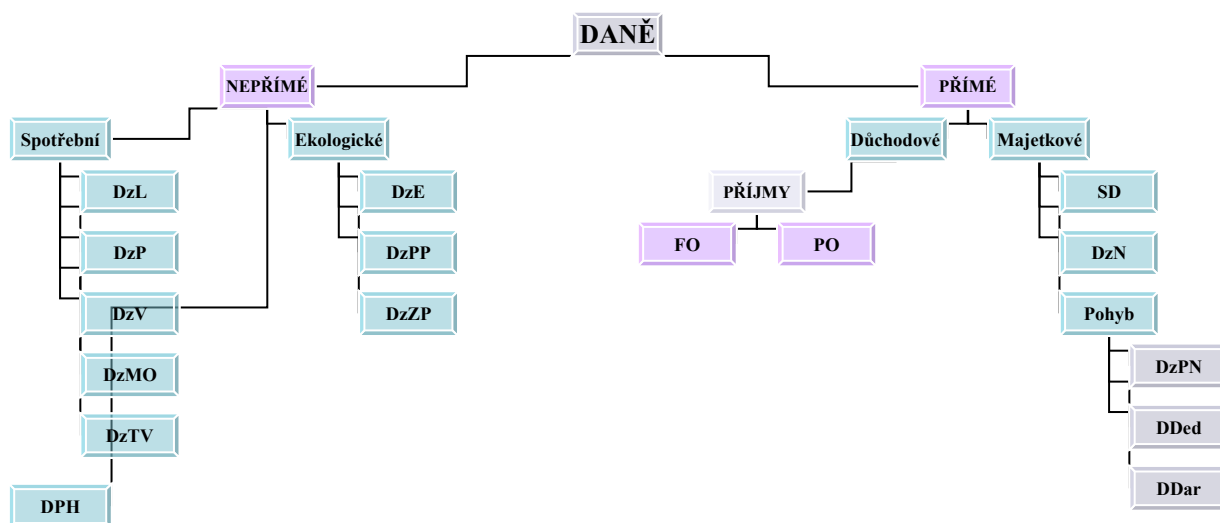 DANĚ
NEPŘÍMÉ
PŘÍMÉ
Spotřební
Ekologické
Důchodové
Majetkové
DzL
DzE
PŘÍJMY
SD
DzP
DzPP
FO
PO
DzN
DzV
DzZP
Pohyb
DzMO
DzPN
DzTV
DDed
DPH
DDar